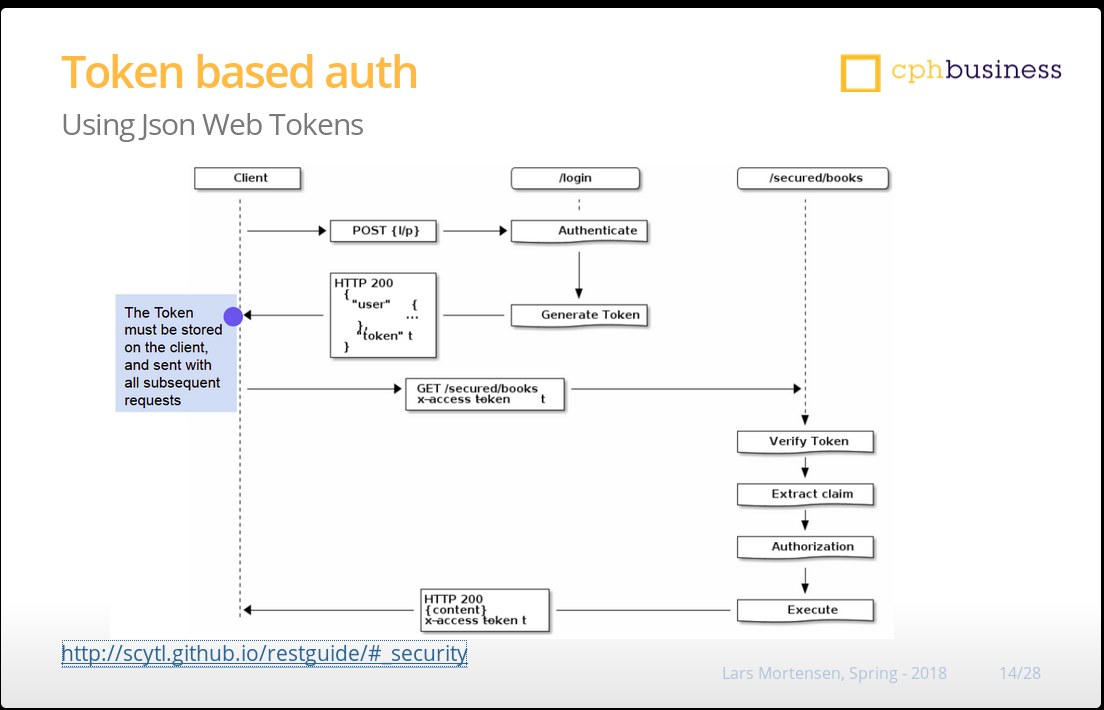 Token based auth
cphbusiness
Using Json Web Tokens
Client
/login
/secured/books
POST {l/p}
Authenticate
HTTP 200
{
"user" {
...
},
"token" t
}
Generate Token
The Token
must be stored
on the client,
and sent with
all subsequent
requests
GET /secured/books
x-access token t
Verify Token
Extract claim
Authorization
Execute
HTTP 200
{content}
x-access token t
http://scytl.github.io/restguide/#_security
Lars Mortensen, Spring - 2018
14/28